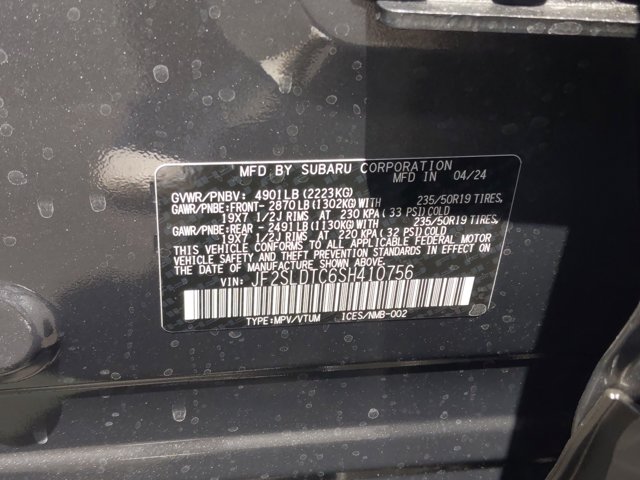 MFD BY SUBARU CORPORATION
MFD IN 04/24
GVWR/PNBV: 4901LB(2223KG)
GAWR/PNBE:FRONT-2870LB(1302KG)WITH 235/50R19 TIRES,
19X7 1/2J RIMS AT 230 KPA(33 PSI)COLD
GAWR/PNBE:REAR-2491LB(1130KG)WITH 235/50R19 TIRES,
19X7 1/2J RIMS AT 220 KPA(32 PSI)COLD
THIS VEHICLE CONFORMS TO ALL APPLICABLE FEDERAL MOTOR
VEHICLE SAFETY AND THEFT PREVENTION STANDARDS IN EFFECT
ON THE DATE OF MANUFACTURE SHOWN ABOVE.
VIN: JF2SLDTC6SH410756
TYPE:MPV/VTUM ICES/NMB-002